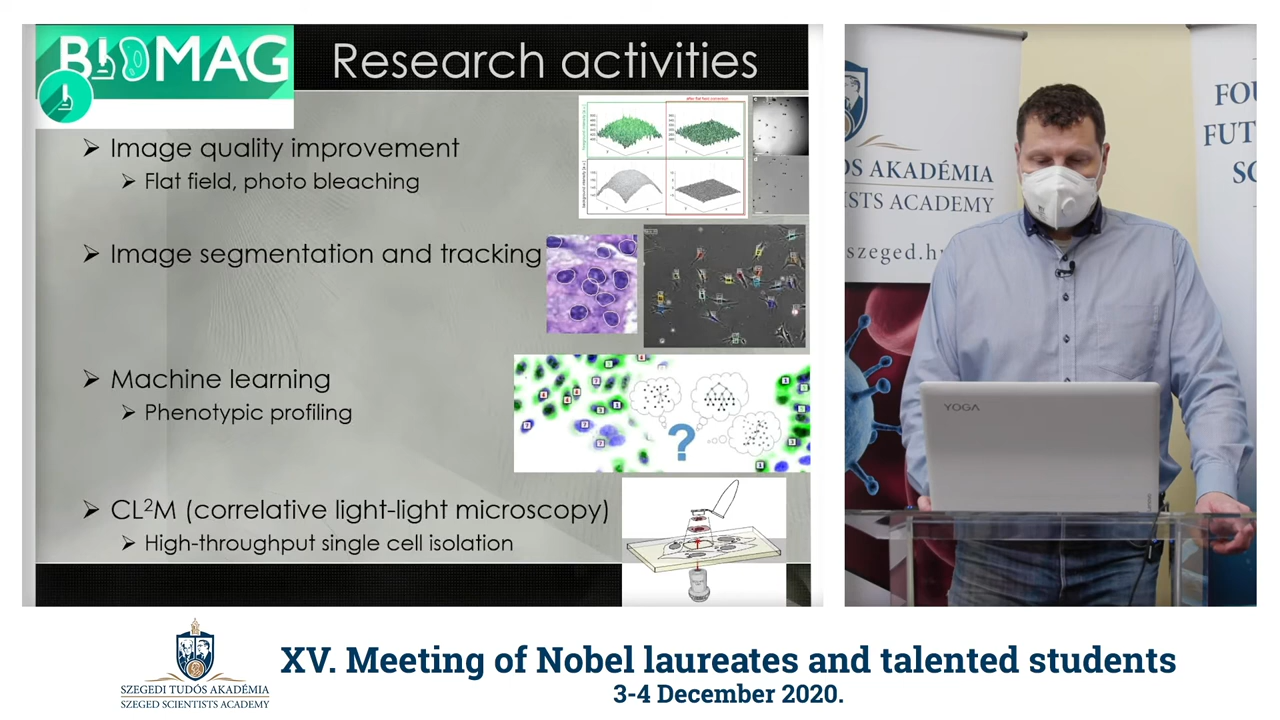 BIOMAG
Research activities
➢ Image quality improvement
➢ Flat field, photo bleaching
➢ Image segmentation and tracking
➢ Machine learning
➢ Phenotypic profiling
?
➢ CL²M (correlative light-light microscopy)
➢ High-throughput single cell isolation
S AKADÉMIA
ISTS ACADEMY
szeged.hu
FOU
FUT
SC
YOGA
SZEGEDI TUDÓS AKADÉMIA
SZEGED SCIENTISTS ACADEMY
XV. Meeting of Nobel laureates and talented students
3-4 December 2020.